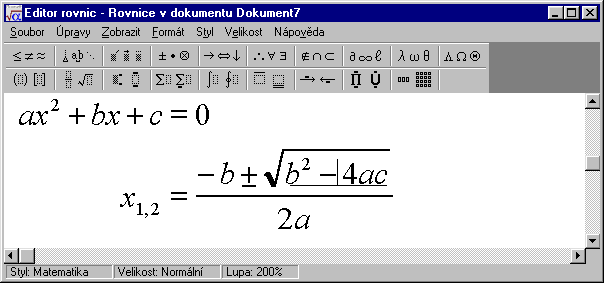 Editor rovnic - Rovnice v dokumentu Dokument7
Soubor Úpravy Zobrazit Formát Styl Velikost Nápověda
≤ ≠ ≈ ± • ⊗ → ⇔ ↓ ∴ ∀ ∃ ∉ ∩ ⊂ ∂ ∞ ℓ λ ω θ Λ Ω Θ
ax² + bx + c = 0
x₁,₂ = (−b ± √(b² − 4ac)) / 2a
Styl: Matematika Velikost: Normální Lupa: 200%